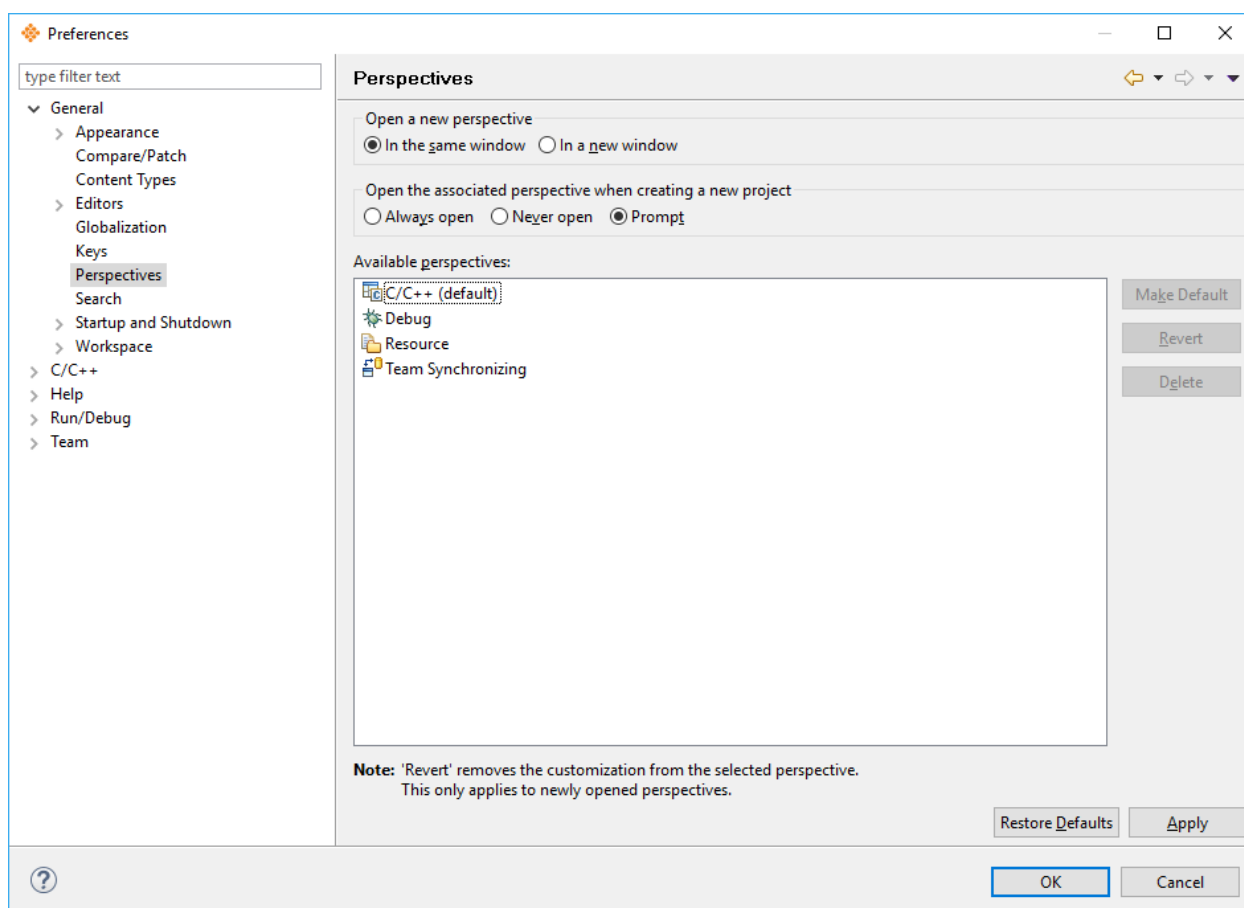 Preferences
type filter text
General
Appearance
Compare/Patch
Content Types
Editors
Globalization
Keys
Perspectives
Search
Startup and Shutdown
Workspace
C/C++
Help
Run/Debug
Team
Perspectives
Open a new perspective
In the same window In a new window
Open the associated perspective when creating a new project
Always open Never open Prompt
Available perspectives:
C/C++ (default)
Debug
Resource
Team Synchronizing
Make Default
Revert
Delete
Note: 'Revert' removes the customization from the selected perspective.
This only applies to newly opened perspectives.
Restore Defaults Apply
OK Cancel